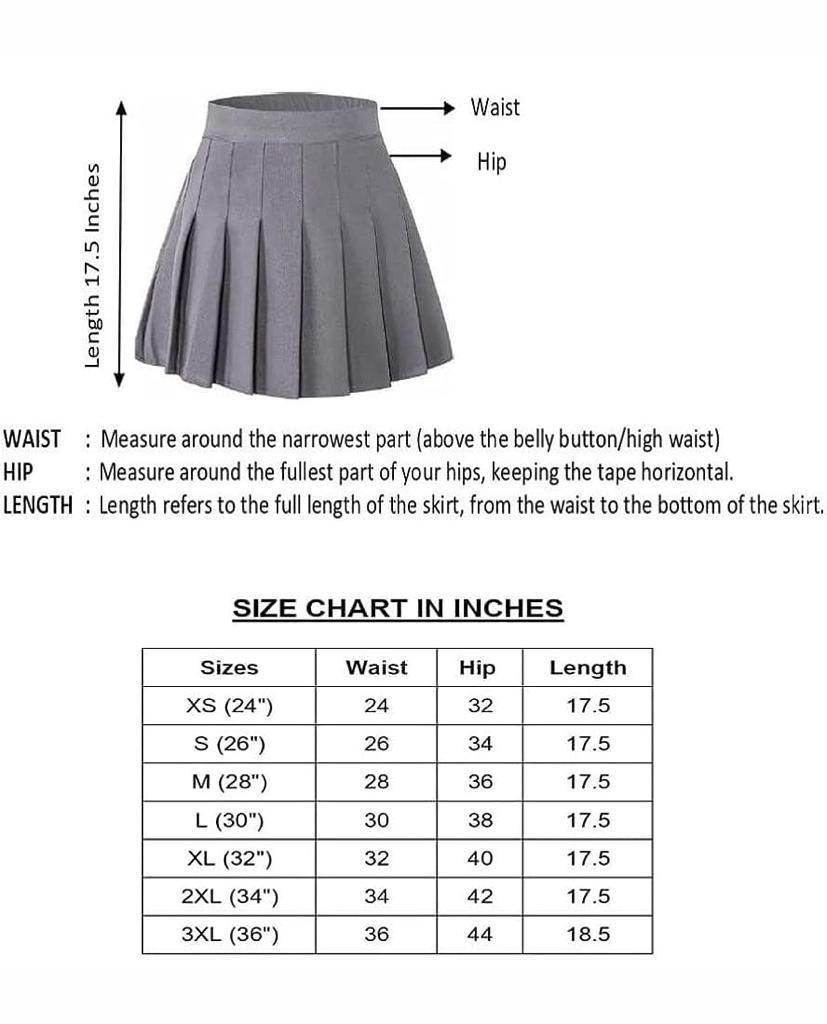 Waist
Hip
Length 17.5 Inches
WAIST : Measure around the narrowest part (above the belly button/high waist)
HIP : Measure around the fullest part of your hips, keeping the tape horizontal.
LENGTH : Length refers to the full length of the skirt, from the waist to the bottom of the skirt.
SIZE CHART IN INCHES
Sizes Waist Hip Length
XS (24") 24 32 17.5
S (26") 26 34 17.5
M (28") 28 36 17.5
L (30") 30 38 17.5
XL (32") 32 40 17.5
2XL (34") 34 42 17.5
3XL (36") 36 44 18.5